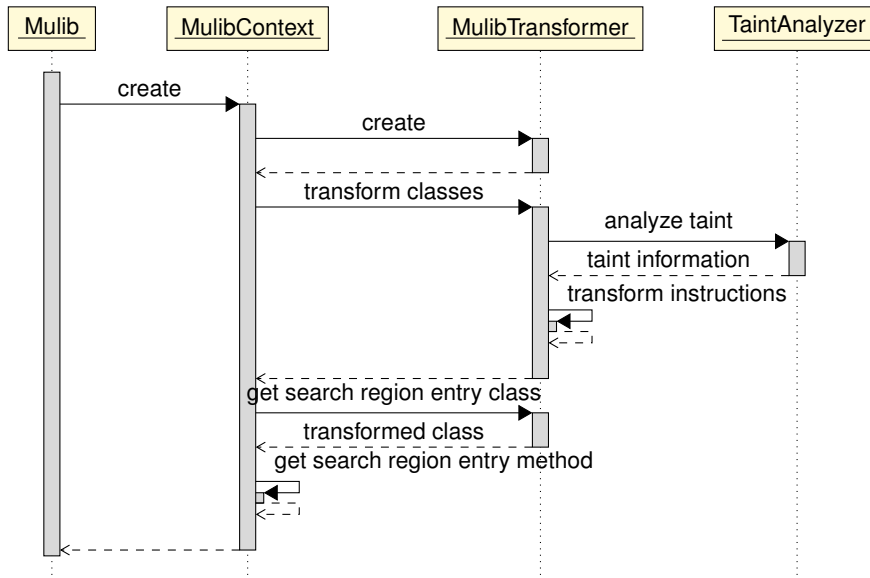 Mulib
MulibContext
MulibTransformer
TaintAnalyzer
create
create
transform classes
analyze taint
taint information
transform instructions
get search region entry class
transformed class
get search region entry method